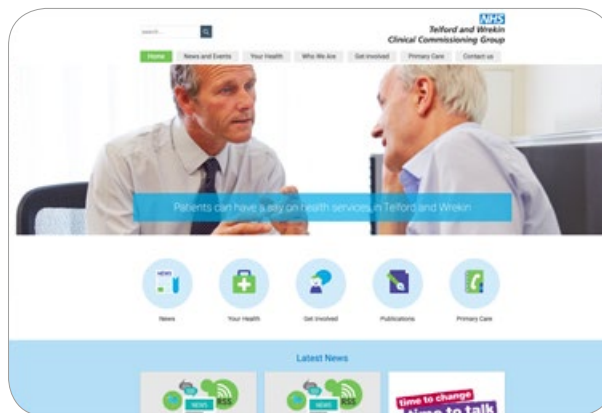 search ...
NHS
Telford and Wrekin
Clinical Commissioning Group
Home News and Events Your Health Who We Are Get Involved Primary Care Contact us
Patients can have a say on health services in Telford and Wrekin
NEWS
News Your Health Get Involved Publications Primary Care
Latest News
NEWS RSS NEWS RSS
time to change
time to talk